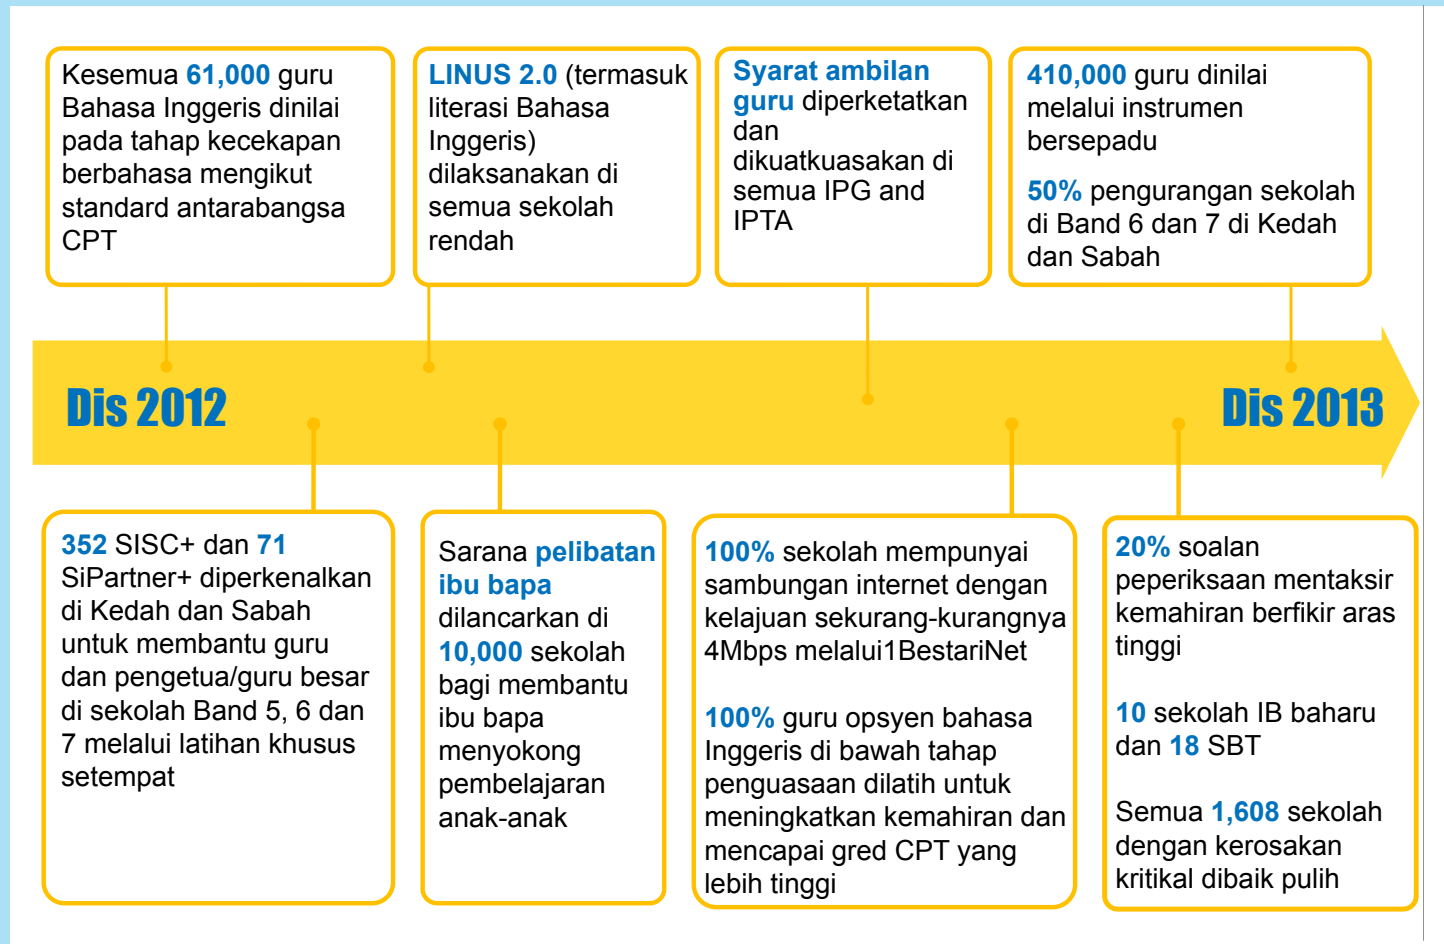 Kesemua 61,000 guru
Bahasa Inggeris dinilai
pada tahap kecekapan
berbahasa mengikut
standard antarabangsa
CPT
LINUS 2.0 (termasuk
literasi Bahasa
Inggeris)
dilaksanakan di
semua sekolah
rendah
Syarat ambilan
guru diperketatkan
dan
dikuatkuasakan di
semua IPG and
IPTA
410,000 guru dinilai
melalui instrumen
bersepadu
50% pengurangan sekolah
di Band 6 dan 7 di Kedah
dan Sabah
Dis 2012
Dis 2013
352 SISC+ dan 71
SiPartner+ diperkenalkan
di Kedah dan Sabah
untuk membantu guru
dan pengetua/guru besar
di sekolah Band 5, 6 dan
7 melalui latihan khusus
setempat
Sarana pelibatan
ibu bapa
dilancarkan di
10,000 sekolah
bagi membantu
ibu bapa
menyokong
pembelajaran
anak-anak
100% sekolah mempunyai
sambungan internet dengan
kelajuan sekurang-kurangnya
4Mbps melalui1BestariNet
100% guru opsyen bahasa
Inggeris di bawah tahap
penguasaan dilatih untuk
meningkatkan kemahiran dan
mencapai gred CPT yang
lebih tinggi
20% soalan
peperiksaan mentaksir
kemahiran berfikir aras
tinggi
10 sekolah IB baharu
dan 18 SBT
Semua 1,608 sekolah
dengan kerosakan
kritikal dibaik pulih